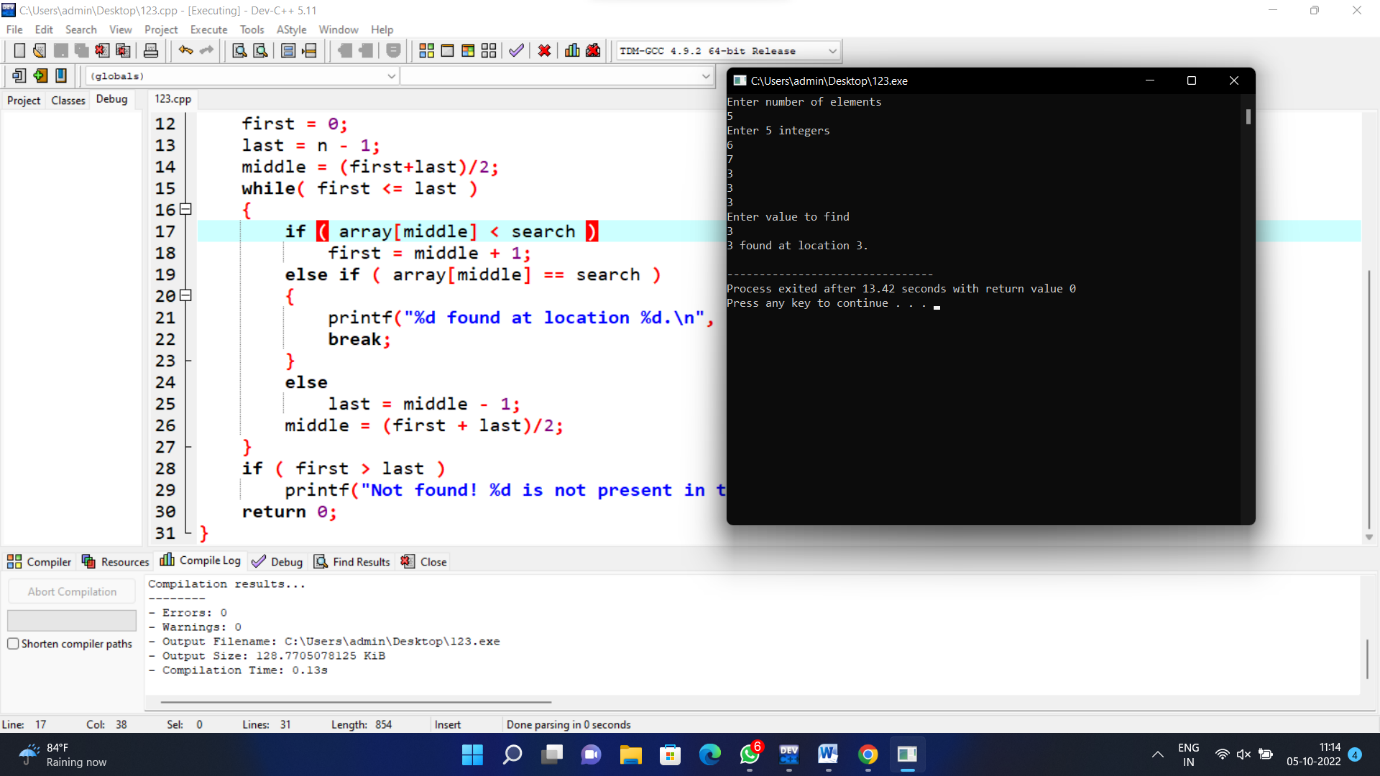 C:\Users\admin\Desktop\123.cpp - [Executing] - Dev-C++ 5.11
File Edit Search View Project Execute Tools AStyle Window Help
TDM-GCC 4.9.2 64-bit Release
(globals)
Project Classes Debug 123.cpp
12 first = 0;
13 last = n - 1;
14 middle = (first+last)/2;
15 while( first <= last )
16 {
17 if ( array[middle] < search )
18 first = middle + 1;
19 else if ( array[middle] == search )
20 {
21 printf("%d found at location %d.\n",
22 break;
23 }
24 else
25 last = middle - 1;
26 middle = (first + last)/2;
27 }
28 if ( first > last )
29 printf("Not found! %d is not present in t
30 return 0;
31 }
C:\Users\admin\Desktop\123.exe
Enter number of elements
5
Enter 5 integers
6
7
3
3
3
Enter value to find
3
3 found at location 3.
--------------------------------
Process exited after 13.42 seconds with return value 0
Press any key to continue . . .
Compiler Resources Compile Log Debug Find Results Close
Abort Compilation
Shorten compiler paths
Compilation results...
--------
- Errors: 0
- Warnings: 0
- Output Filename: C:\Users\admin\Desktop\123.exe
- Output Size: 128.7705078125 KiB
- Compilation Time: 0.13s
Line: 17 Col: 38 Sel: 0 Lines: 31 Length: 854 Insert Done parsing in 0 seconds
84°F
Raining now
DEV
C++
W
6
ENG
IN
11:14
05-10-2022
4